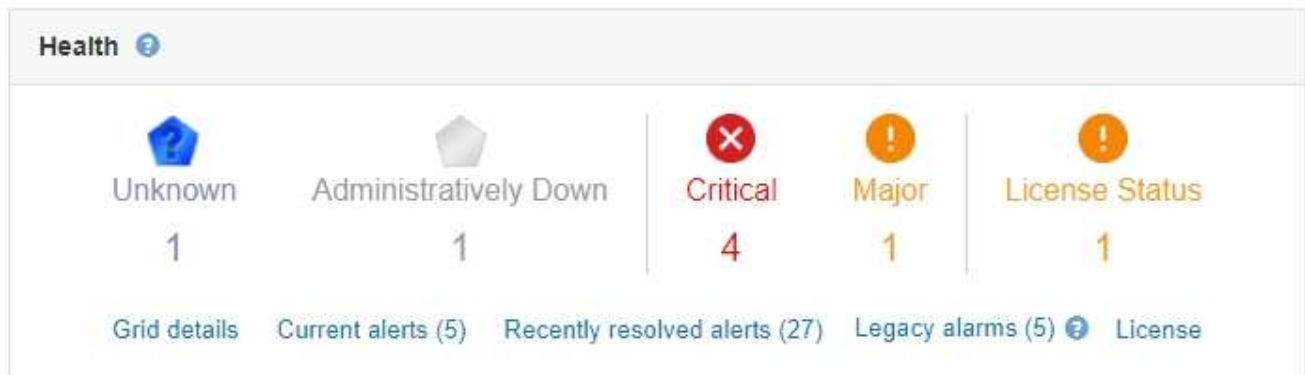 Health
Unknown Administratively Down Critical Major License Status
1 1 4 1 1
Grid details Current alerts (5) Recently resolved alerts (27) Legacy alarms (5) License